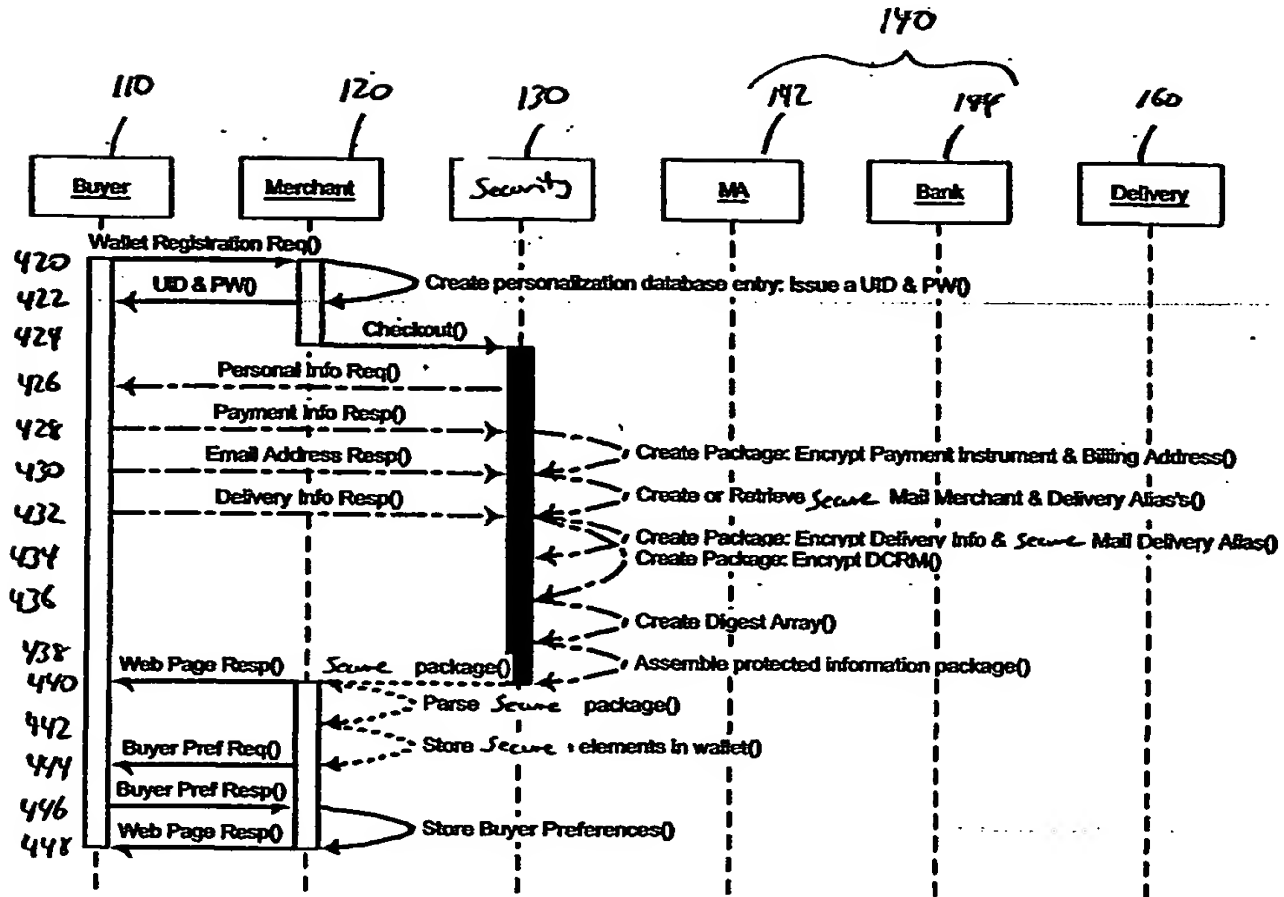 140
110 120 130 142 144 160
Buyer Merchant Security MA Bank Delivery
Wallet Registration Req()
420
UID & PW() Create personalization database entry: Issue a UID & PW()
422
Checkout()
424
Personal Info Req()
426
Payment Info Resp()
428
Create Package: Encrypt Payment Instrument & Billing Address()
Email Address Resp()
430
Create or Retrieve Secure Mail Merchant & Delivery Alias's()
Delivery Info Resp()
432
Create Package: Encrypt Delivery Info & Secure Mail Delivery Alias()
434
Create Package: Encrypt DCRM()
436
Create Digest Array()
438
Web Page Resp() Secure package() Assemble protected information package()
440
Parse Secure package()
442
Buyer Pref Req() Store Secure elements in wallet()
444
Buyer Pref Resp()
446
Web Page Resp() Store Buyer Preferences()
448